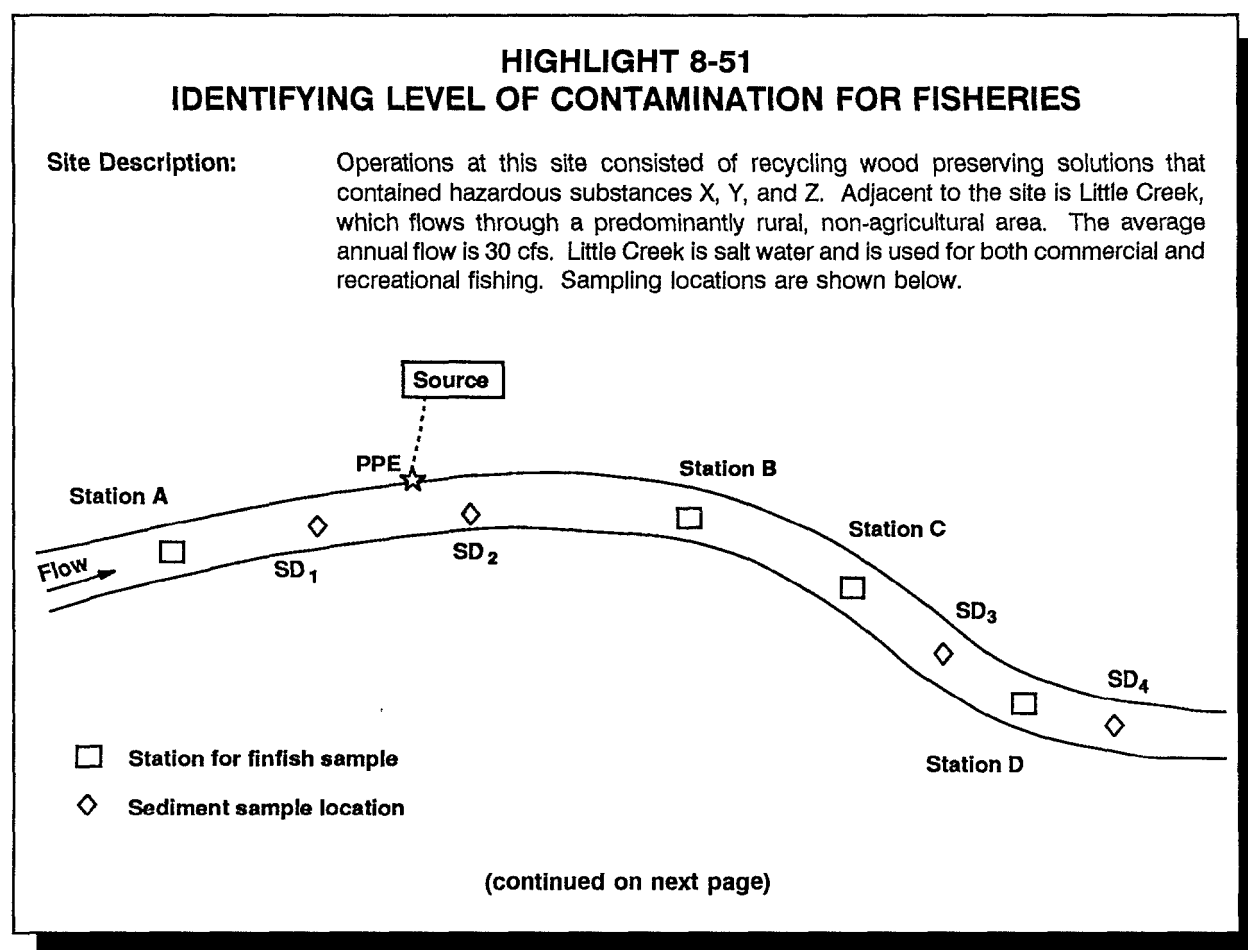 HIGHLIGHT 8-51
IDENTIFYING LEVEL OF CONTAMINATION FOR FISHERIES
Site Description: Operations at this site consisted of recycling wood preserving solutions that
contained hazardous substances X, Y, and Z. Adjacent to the site is Little Creek,
which flows through a predominantly rural, non-agricultural area. The average
annual flow is 30 cfs. Little Creek is salt water and is used for both commercial and
recreational fishing. Sampling locations are shown below.
Source
PPE
Station B
Station A
Station C
Flow
SD1
SD2
SD3
SD4
Station D
Station for finfish sample
Sediment sample location
(continued on next page)